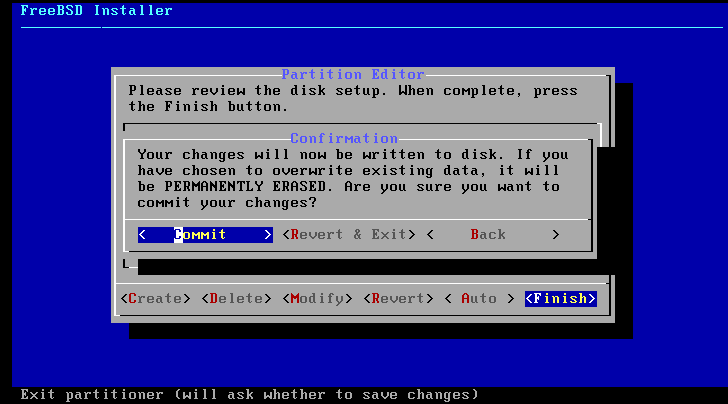 FreeBSD Installer
Partition Editor
Please review the disk setup. When complete, press
the Finish button.
Confirmation
Your changes will now be written to disk. If you
have chosen to overwrite existing data, it will
be PERMANENTLY ERASED. Are you sure you want to
commit your changes?
< Commit > <Revert & Exit> < Back >
<Create> <Delete> <Modify> <Revert> < Auto > <Finish>
Exit partitioner (will ask whether to save changes)